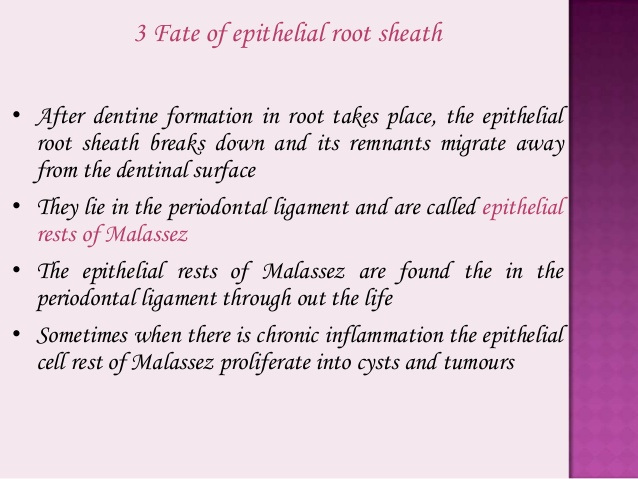 3 Fate of epithelial root sheath
• After dentine formation in root takes place, the epithelial
root sheath breaks down and its remnants migrate away
from the dentinal surface
• They lie in the periodontal ligament and are called epithelial
rests of Malassez
• The epithelial rests of Malassez are found the in the
periodontal ligament through out the life
• Sometimes when there is chronic inflammation the epithelial
cell rest of Malassez proliferate into cysts and tumours